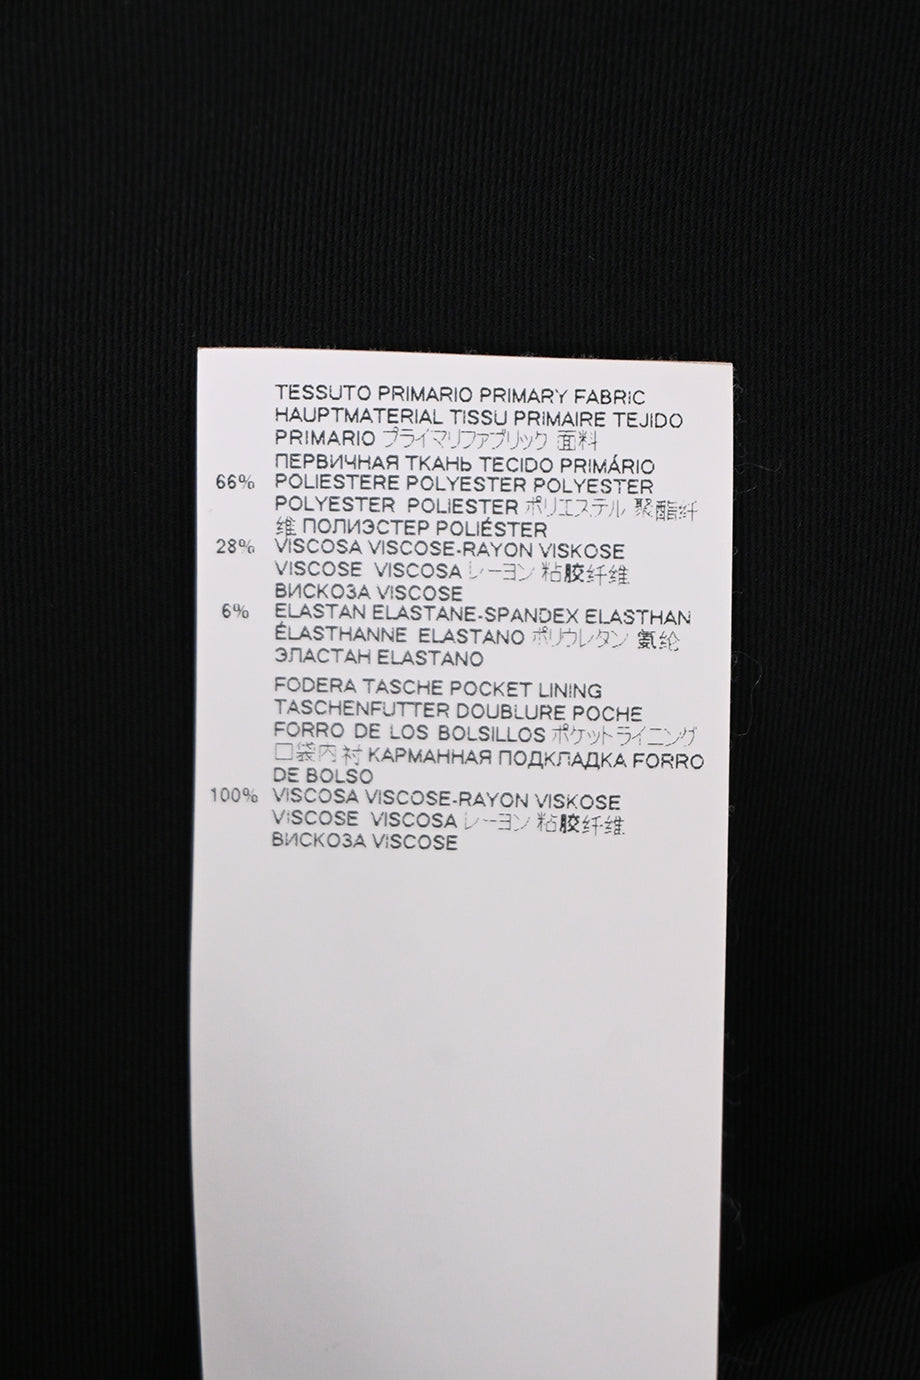 TESSUTO PRIMARIO PRIMARY FABRIC
HAUPTMATERIAL TISSU PRIMAIRE TEJIDO
PRIMARIO プライマリファブリック 面料
ПЕРВИЧНАЯ ТКАНЬ TECIDO PRIMÁRIO
66% POLIESTERE POLYESTER POLYESTER
POLYESTER POLIESTER ポリエステル 聚酯纤
维 ПОЛИЭСТЕР POLIÉSTER
28% VISCOSA VISCOSE-RAYON VISKOSE
VISCOSE VISCOSA レーヨン 粘胶纤维
ВИСКОЗА VISCOSE
6% ELASTAN ELASTANE-SPANDEX ELASTHAN
ÉLASTHANNE ELASTANO ポリウレタン 氨纶
ЭЛАСТАН ELASTANO
FODERA TASCHE POCKET LINING
TASCHENFUTTER DOUBLURE POCHE
FORRO DE LOS BOLSILLOS ポケットライニング
口袋内衬 КАРМАННАЯ ПОДКЛАДКА FORRO
DE BOLSO
100% VISCOSA VISCOSE-RAYON VISKOSE
VISCOSE VISCOSA レーヨン 粘胶纤维
ВИСКОЗА VISCOSE